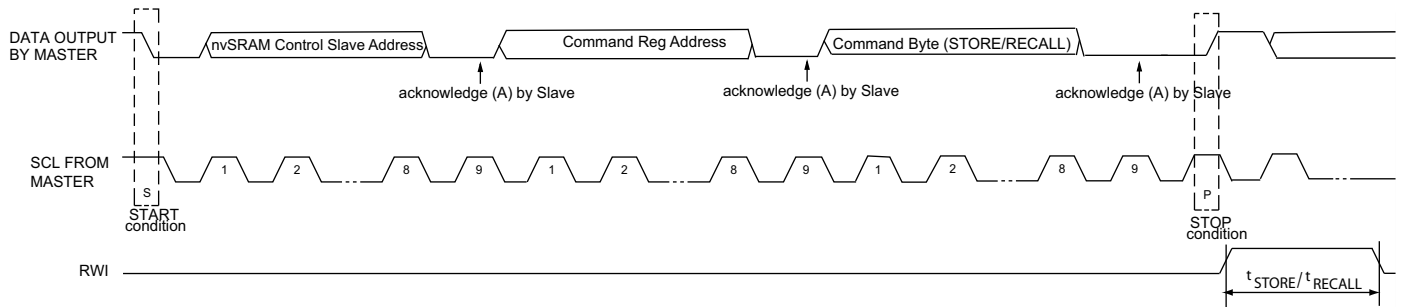 DATA OUTPUT
BY MASTER
nvSRAM Control Slave Address
Command Reg Address
Command Byte (STORE/RECALL)
acknowledge (A) by Slave
acknowledge (A) by Slave
acknowledge (A) by Slave
SCL FROM
MASTER
1
2
8
9
1
2
8
9
1
2
8
9
S
P
START
condition
STOP
condition
RWI
tSTORE/tRECALL